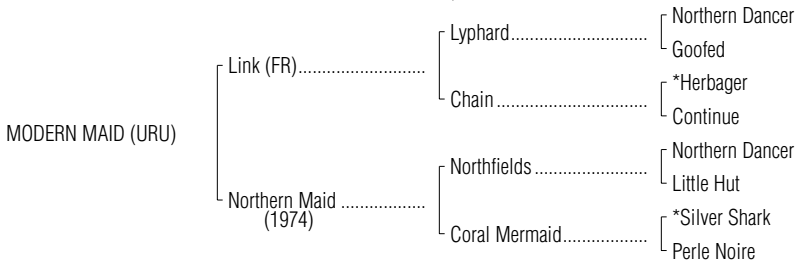 Northern Dancer
Lyphard..............................
Goofed
Link (FR)...........................
*Herbager
Chain.................................
Continue
MODERN MAID (URU)
Northern Dancer
Northfields.........................
Little Hut
Northern Maid ..................
(1974)
*Silver Shark
Coral Mermaid...................
Perle Noire